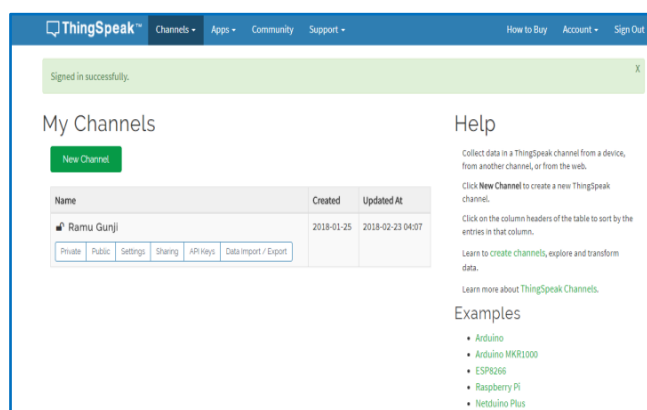 ThingSpeak™ Channels Apps Community Support How to Buy Account Sign Out
Signed in successfully. X
My Channels
New Channel
Name Created Updated At
Ramu Gunji 2018-01-25 2018-02-23 04:07
Private Public Settings Sharing API Keys Data Import / Export
Help
Collect data in a ThingSpeak channel from a device,
from another channel, or from the web.
Click New Channel to create a new ThingSpeak
channel.
Click on the column headers of the table to sort by the
entries in that column.
Learn to create channels, explore and transform
data.
Learn more about ThingSpeak Channels.
Examples
• Arduino
• Arduino MKR1000
• ESP8266
• Raspberry Pi
• Netduino Plus